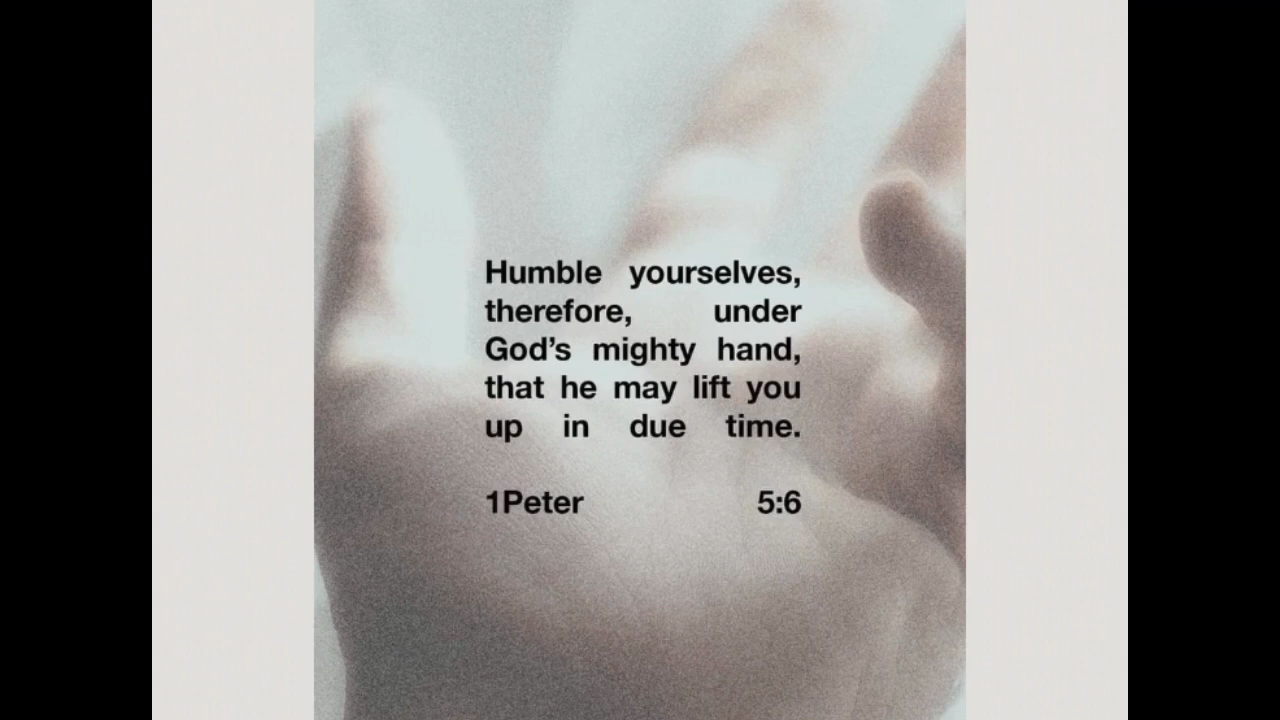 Humble yourselves,
therefore, under
God’s mighty hand,
that he may lift you
up in due time.
1Peter 5:6